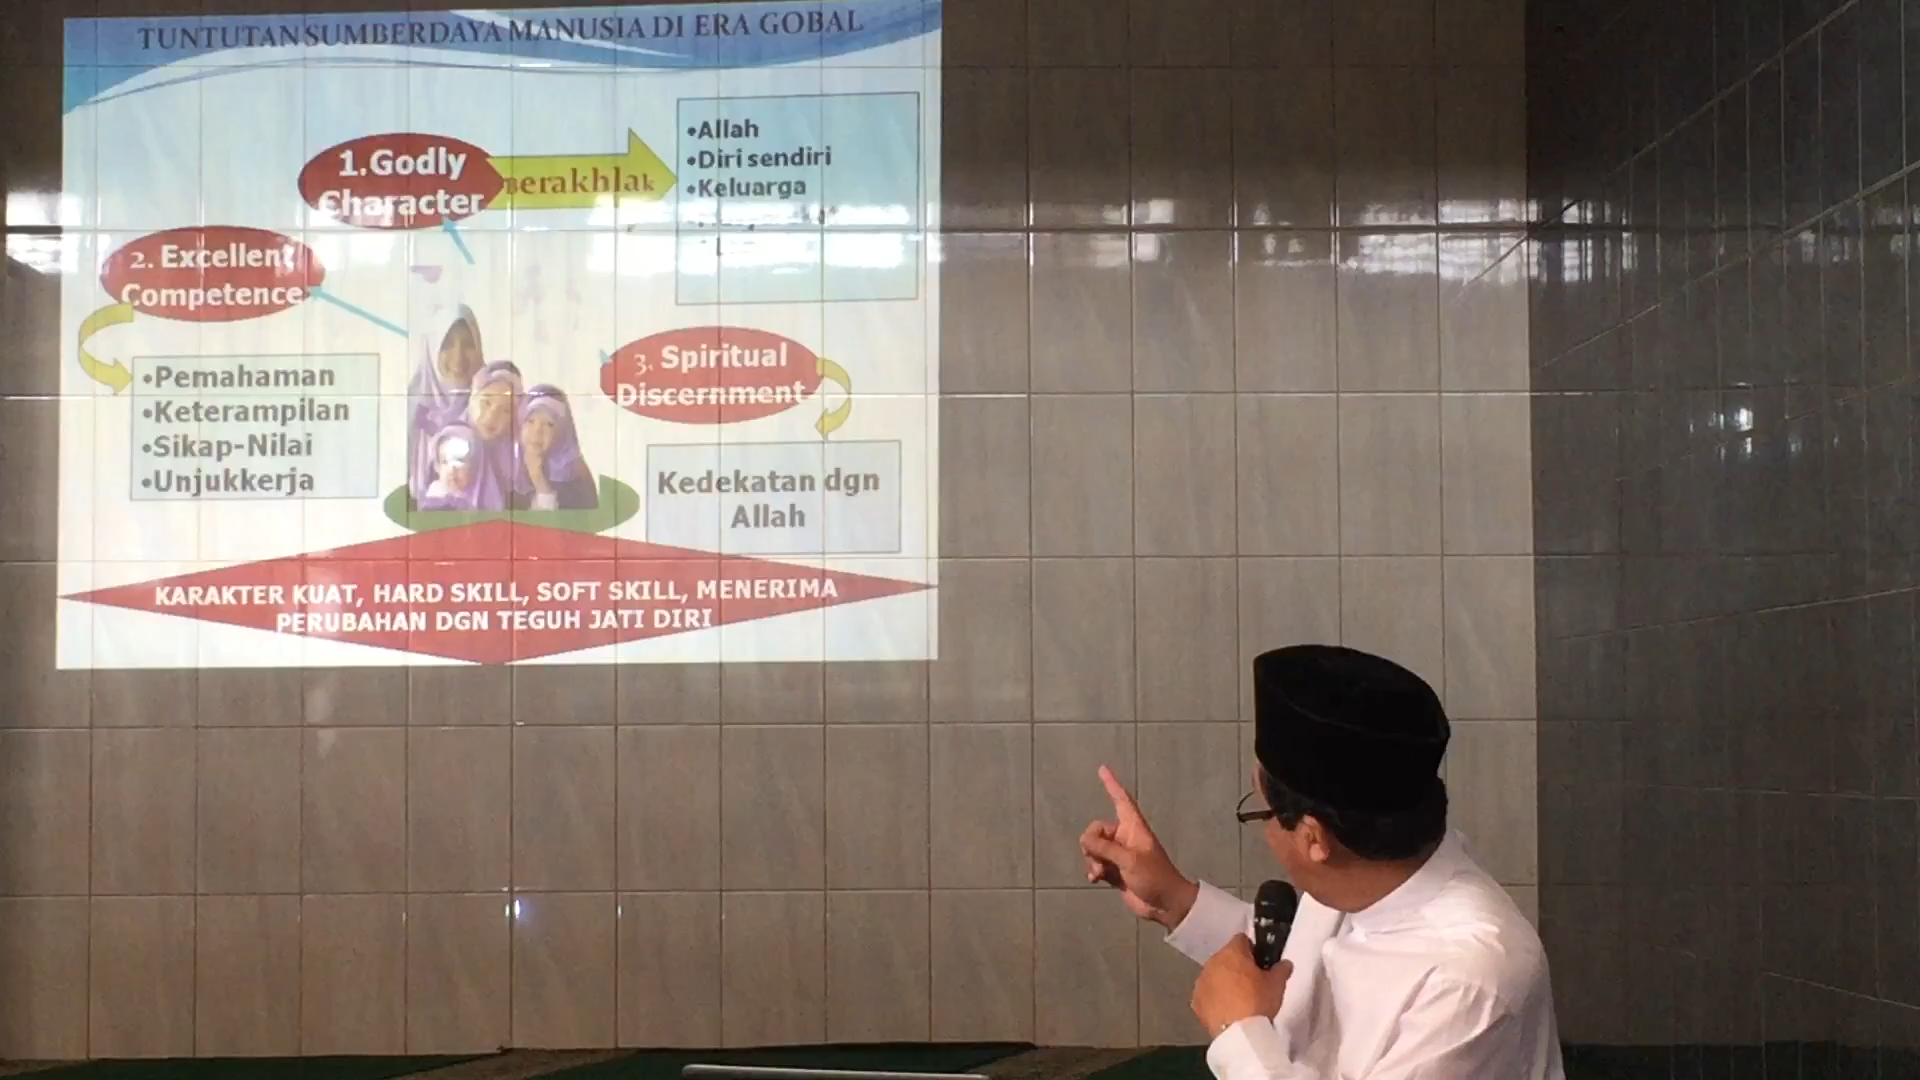 TUNTUTAN SUMBERDAYA MANUSIA DI ERA GOBAL
1.Godly
Character
Berakhlak
•Allah
•Diri sendiri
•Keluarga
2. Excellent
Competence
•Pemahaman
•Keterampilan
•Sikap-Nilai
•Unjukkerja
3. Spiritual
Discernment
Kedekatan dgn
Allah
KARAKTER KUAT, HARD SKILL, SOFT SKILL, MENERIMA
PERUBAHAN DGN TEGUH JATI DIRI